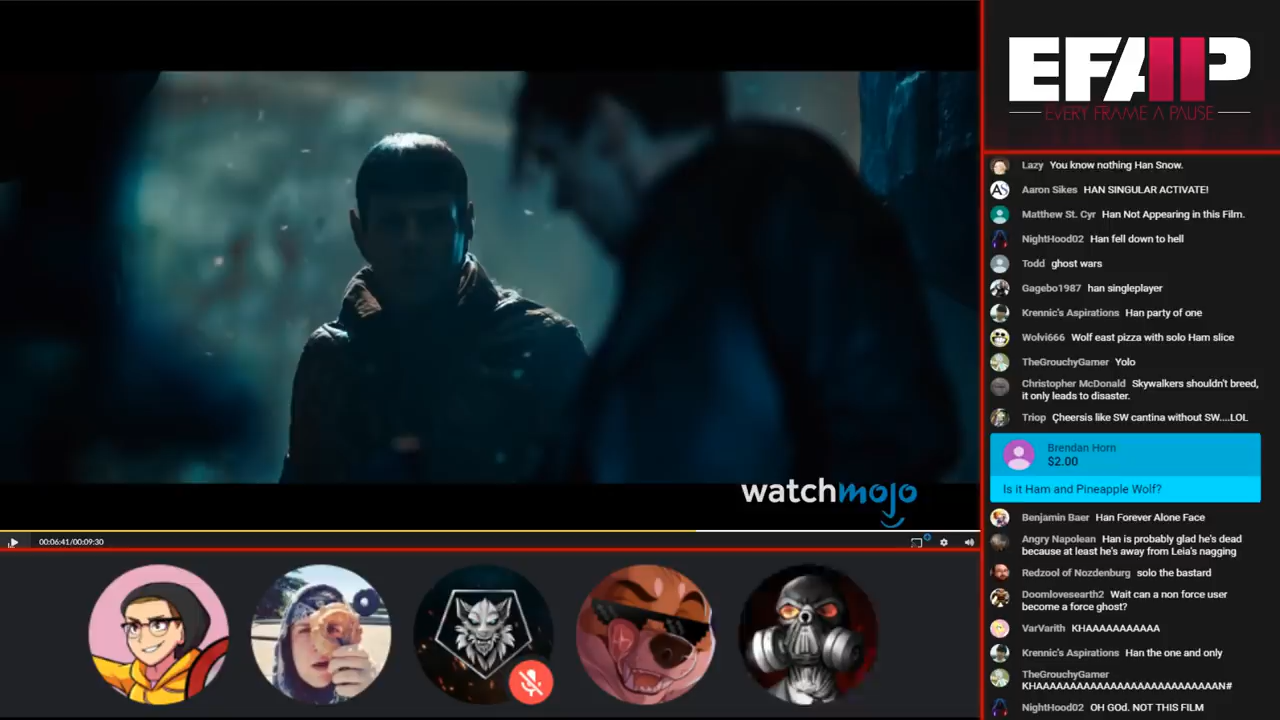 EFAP
EVERY FRAME A PAUSE
Lazy You know nothing Han Snow.
Aaron Sikes HAN SINGULAR ACTIVATE!
Matthew St. Cyr Han Not Appearing in this Film.
NightHood02 Han fell down to hell
Todd ghost wars
Gagebo1987 han singleplayer
Krennic's Aspirations Han party of one
Wolvi666 Wolf east pizza with solo Ham slice
TheGrouchyGamer Yolo
Christopher McDonald Skywalkers shouldn't breed,
it only leads to disaster.
Triop Çheersis like SW cantina without SW....LOL
Brendan Horn
$2.00
Is it Ham and Pineapple Wolf?
Benjamin Baer Han Forever Alone Face
Angry Napolean Han is probably glad he's dead
because at least he's away from Leia's nagging
Redzool of Nozdenburg solo the bastard
Doomlovesearth2 Wait can a non force user
become a force ghost?
VarVarith KHAAAAAAAAAA
Krennic's Aspirations Han the one and only
TheGrouchyGamer
KHAAAAAAAAAAAAAAAAAAAAAAAAAAN#
NightHood02 OH GOd. NOT THIS FILM
watchmojo
00:06:41/00:09:30